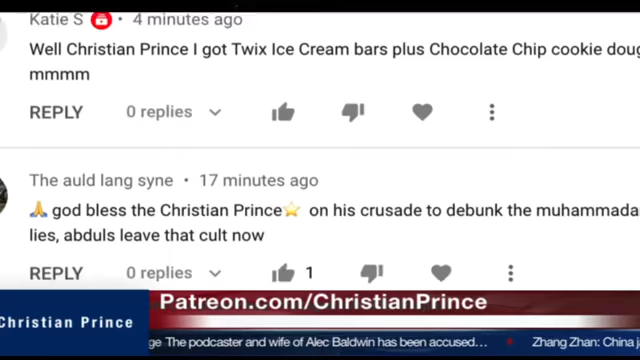 Katie S • 4 minutes ago
Well Christian Prince I got Twix Ice Cream bars plus Chocolate Chip cookie doug
mmmm
REPLY 0 replies
The auld lang syne • 17 minutes ago
🙏 god bless the Christian Prince⭐ on his crusade to debunk the muhammadan
lies, abduls leave that cult now
REPLY 0 replies 1
Patreon.com/ChristianPrince
Christian Prince
ge The podcaster and wife of Alec Baldwin has been accused... Zhang Zhan: China ja